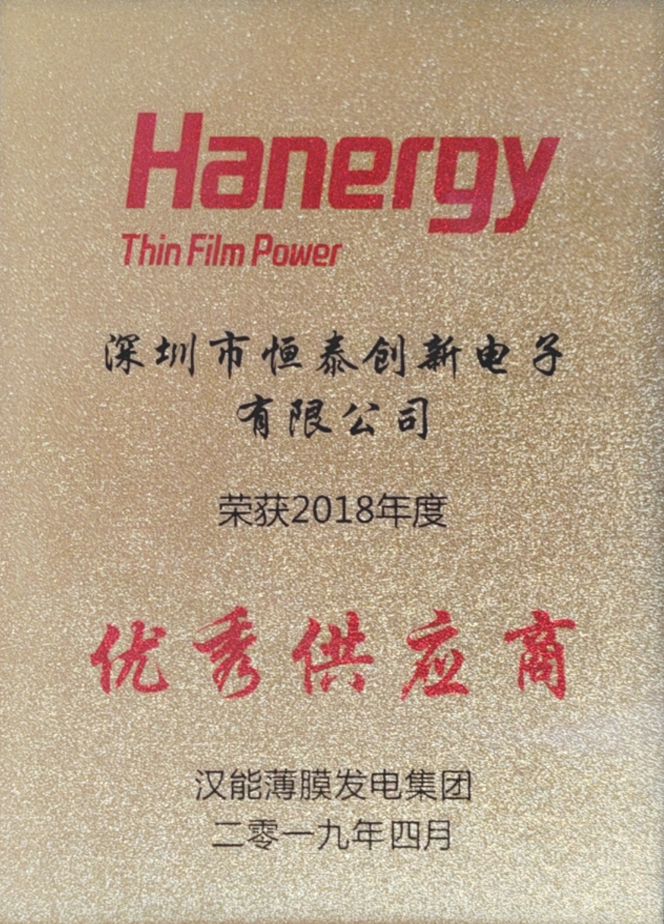 Hanergy
Thin Film Power
深圳市恒泰创新电子
有限公司
荣获2018年度
优秀供应商
汉能薄膜发电集团
二零一九年四月